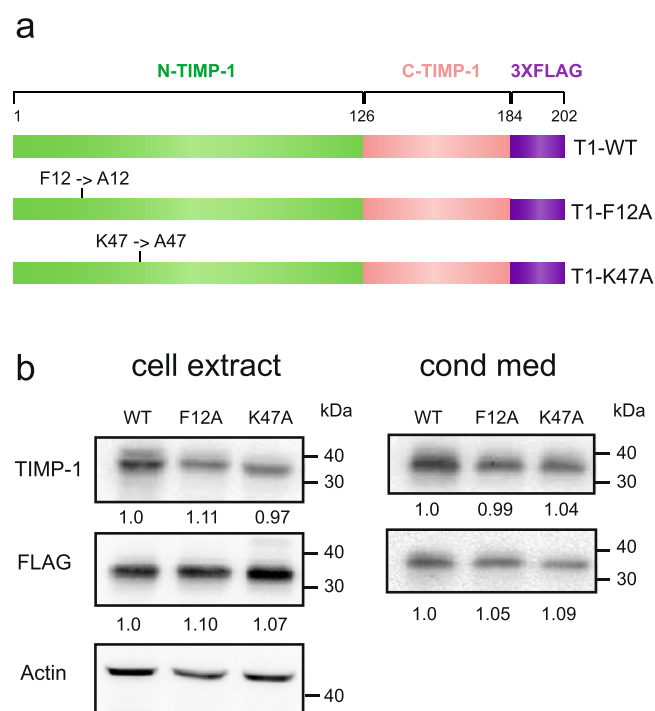 a
N-TIMP-1 C-TIMP-1 3XFLAG
1 126 184 202
T1-WT
F12 -> A12
T1-F12A
K47 -> A47
T1-K47A
b cell extract cond med
WT F12A K47A kDa WT F12A K47A kDa
TIMP-1 40 40
30 30
1.0 1.11 0.97 1.0 0.99 1.04
FLAG 40 40
30 30
1.0 1.10 1.07 1.0 1.05 1.09
Actin
40